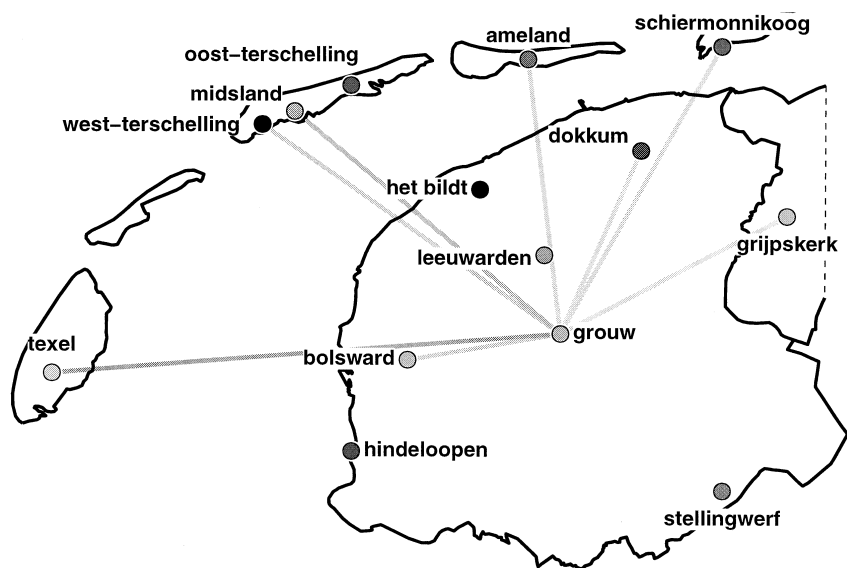 schiermonnikoog
ameland
oost–terschelling
midsland
west–terschelling
dokkum
het bildt
grijpskerk
leeuwarden
grouw
texel
bolsward
hindeloopen
stellingwerf